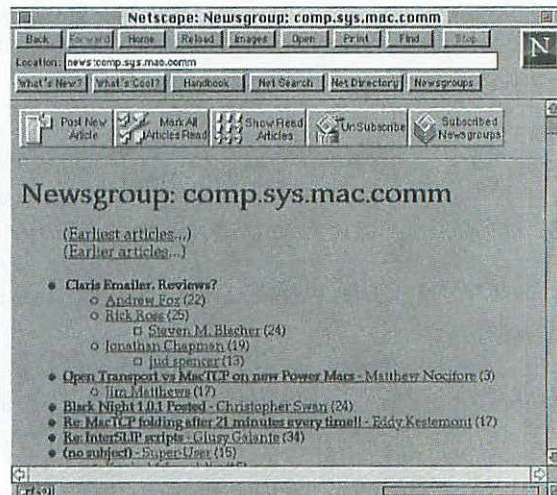 Netscape: Newsgroup: comp.sys.mac.comm
Back Forward Home Reload Images Open Print Find Stop
N
Location: news:comp.sys.mac.comm
What's New? What's Cool? Handbook Net Search Net Directory Newsgroups
Post New Article Mark All Articles Read Show Read Articles UnSubscribe Subscribed Newsgroups
Newsgroup: comp.sys.mac.comm
(Earliest articles...)
(Earlier articles...)
Claris Emailer. Reviews?
Andrew Fox (22)
Rick Ross (25)
Steven M. Blacher (24)
Jonathan Chapman (19)
jud spencer (13)
Open Transport vs MacTCP on new Power Macs - Matthew Nocifore (3)
Jim Matthews (17)
Black Night 1.0.1 Posted - Christopher Swan (24)
Re: MacTCP folding after 21 minutes every time!! - Eddy Kestemont (17)
Re: InterSLIP scripts - Giusy Galante (34)
(no subject) - Super-User (15)